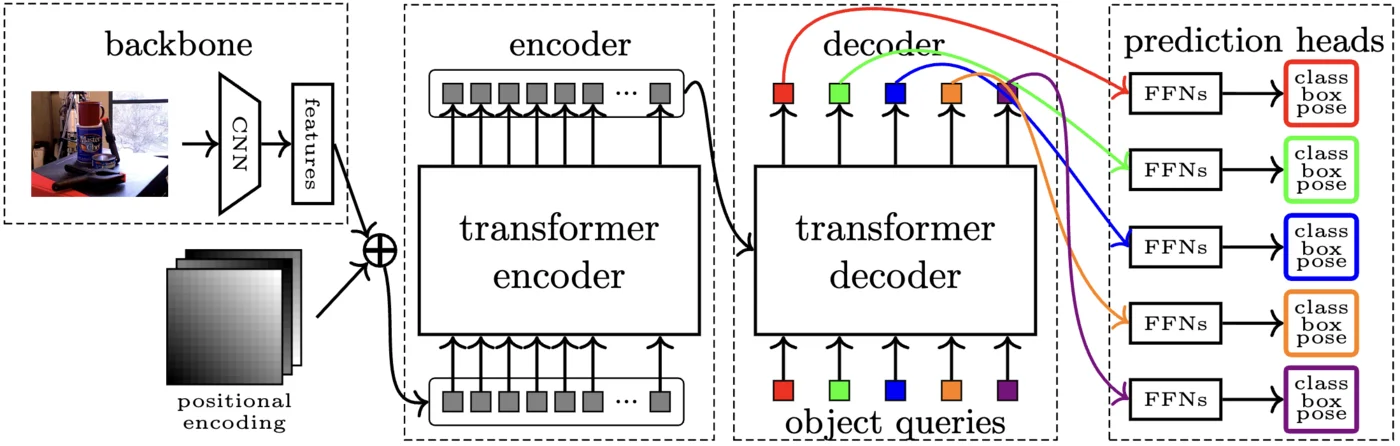 backbone
CNN
features
positional
encoding
encoder
...
transformer
encoder
...
decoder
transformer
decoder
object queries
prediction heads
FFNs
class
box
pose
FFNs
class
box
pose
FFNs
class
box
pose
FFNs
class
box
pose
FFNs
class
box
pose